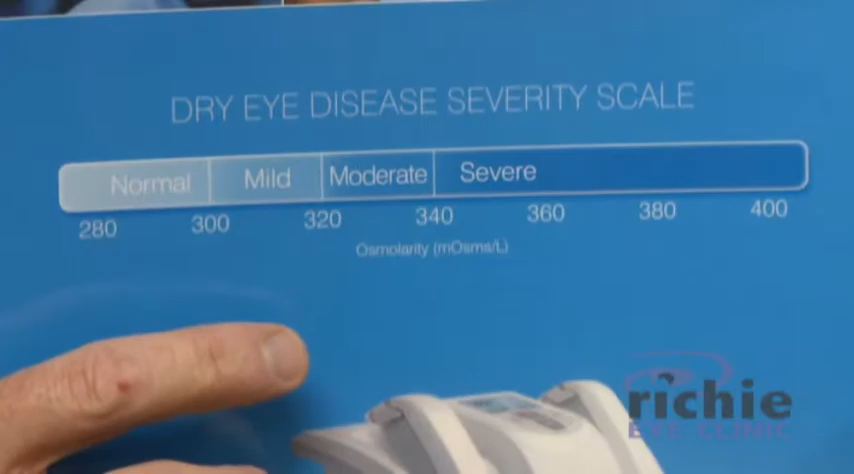 DRY EYE DISEASE SEVERITY SCALE
Normal Mild Moderate Severe
280 300 320 340 360 380 400
Osmolarity (mOsms/L)
richie
EYE CLINIC